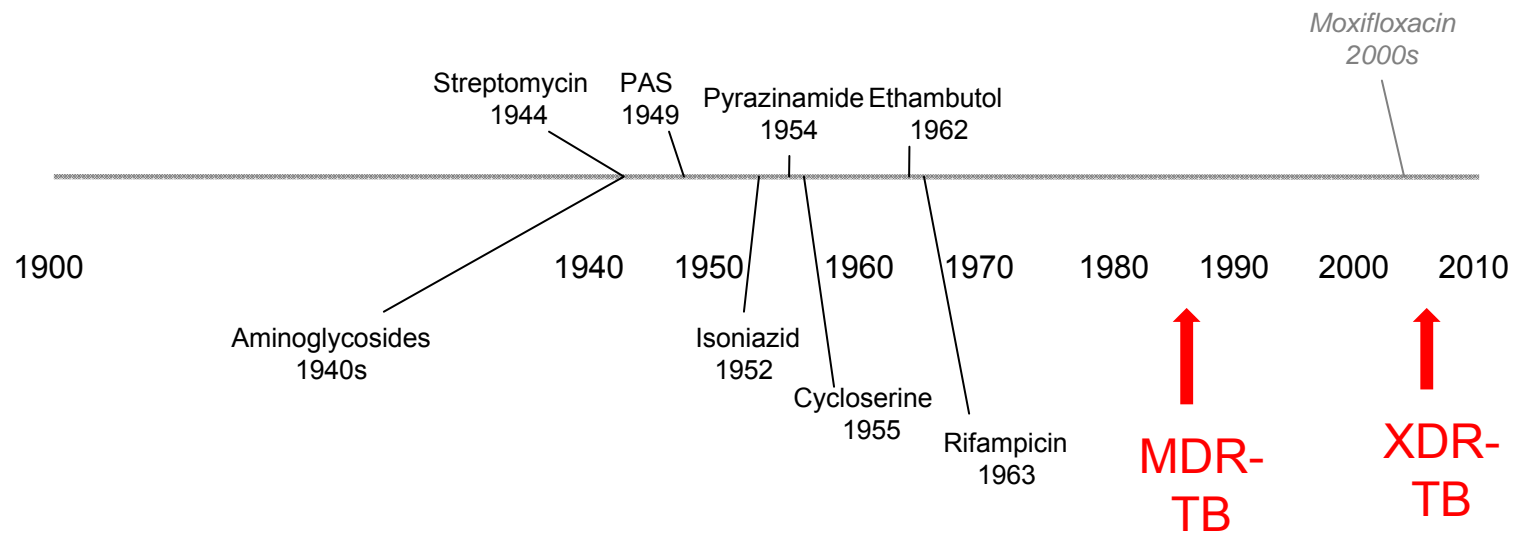 Moxifloxacin
2000s
Streptomycin
1944
PAS
1949
Pyrazinamide
1954
Ethambutol
1962
1900 1940 1950 1960 1970 1980 1990 2000 2010
Aminoglycosides
1940s
Isoniazid
1952
Cycloserine
1955
Rifampicin
1963
MDR-
TB
XDR-
TB